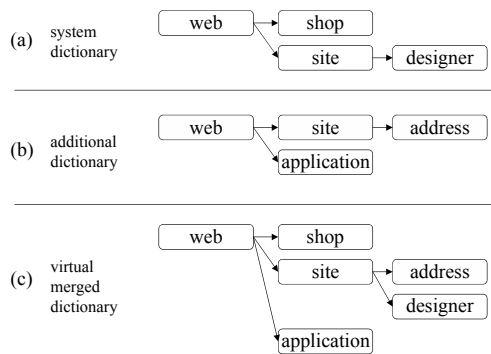 (a) system dictionary
web shop
site designer
(b) additional dictionary
web site address
application
(c) virtual merged dictionary
web shop
site address
designer
application